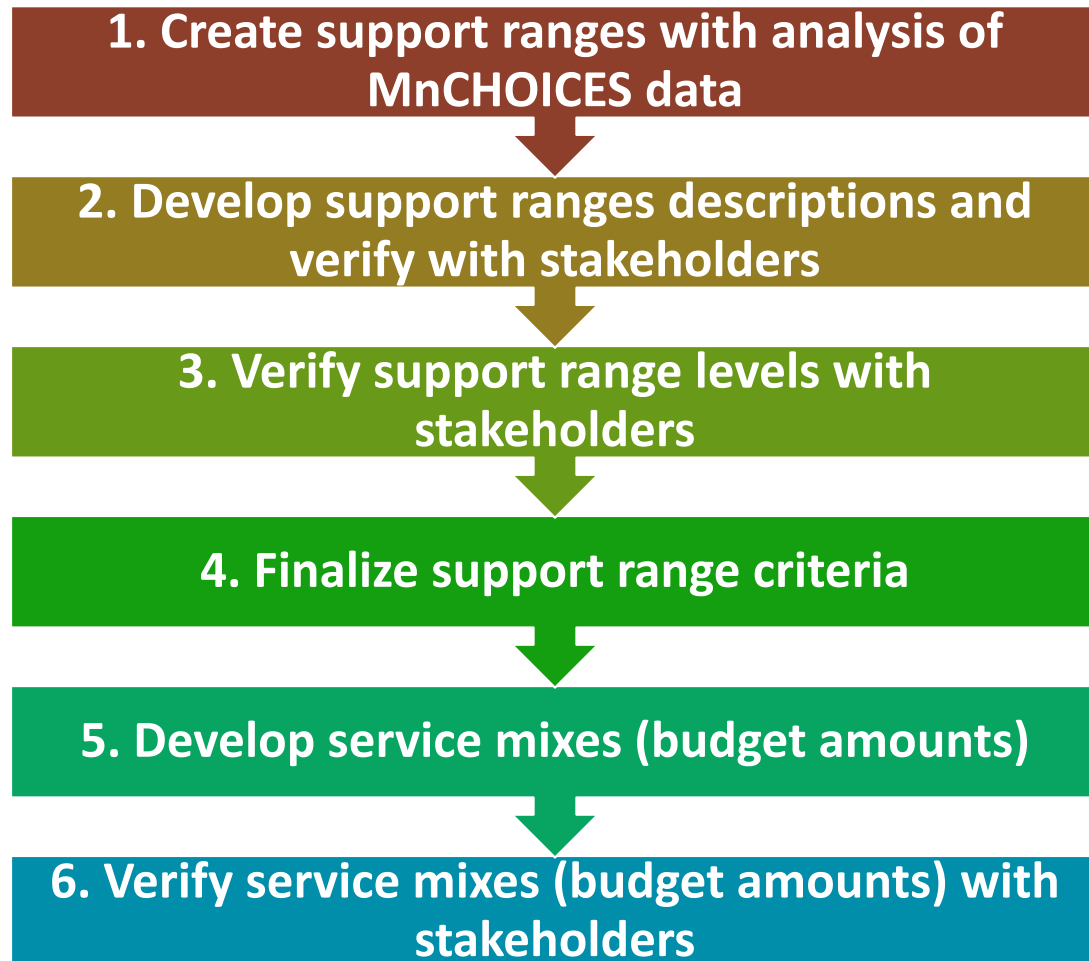 1. Create support ranges with analysis of
MnCHOICES data
2. Develop support ranges descriptions and
verify with stakeholders
3. Verify support range levels with
stakeholders
4. Finalize support range criteria
5. Develop service mixes (budget amounts)
6. Verify service mixes (budget amounts) with
stakeholders